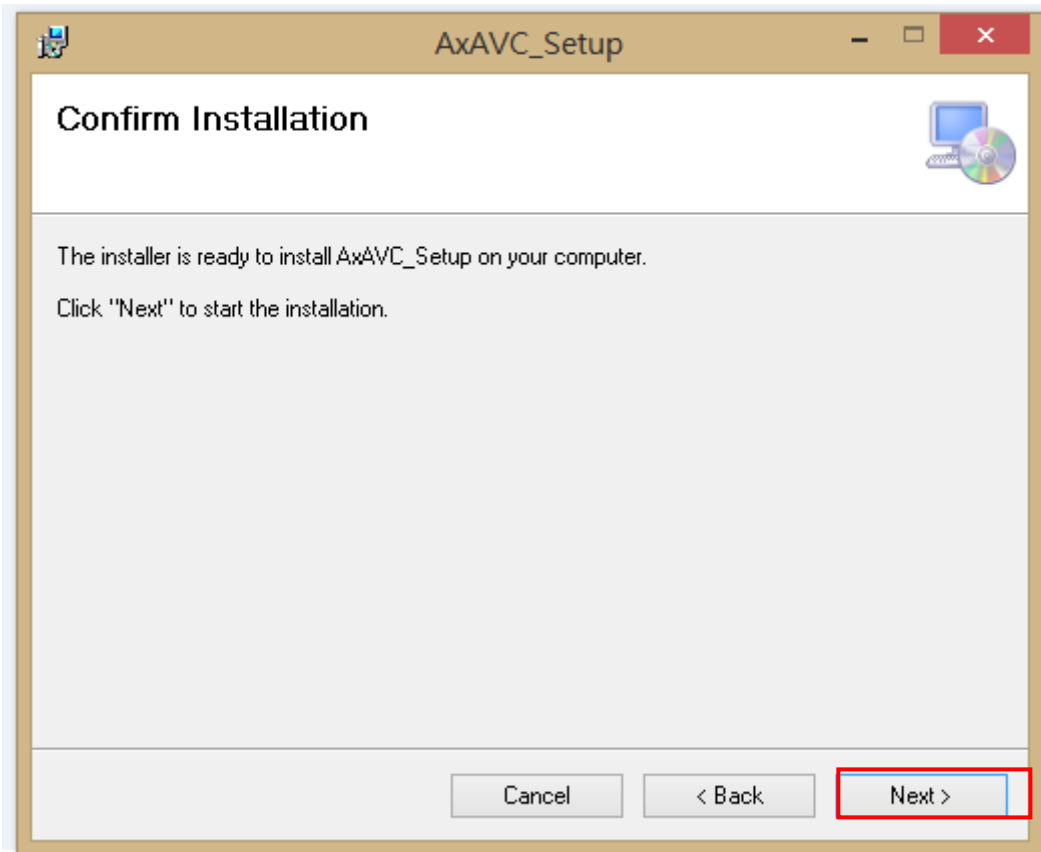 AxAVC_Setup
Confirm Installation
The installer is ready to install AxAVC_Setup on your computer.
Click "Next" to start the installation.
Cancel
< Back
Next >